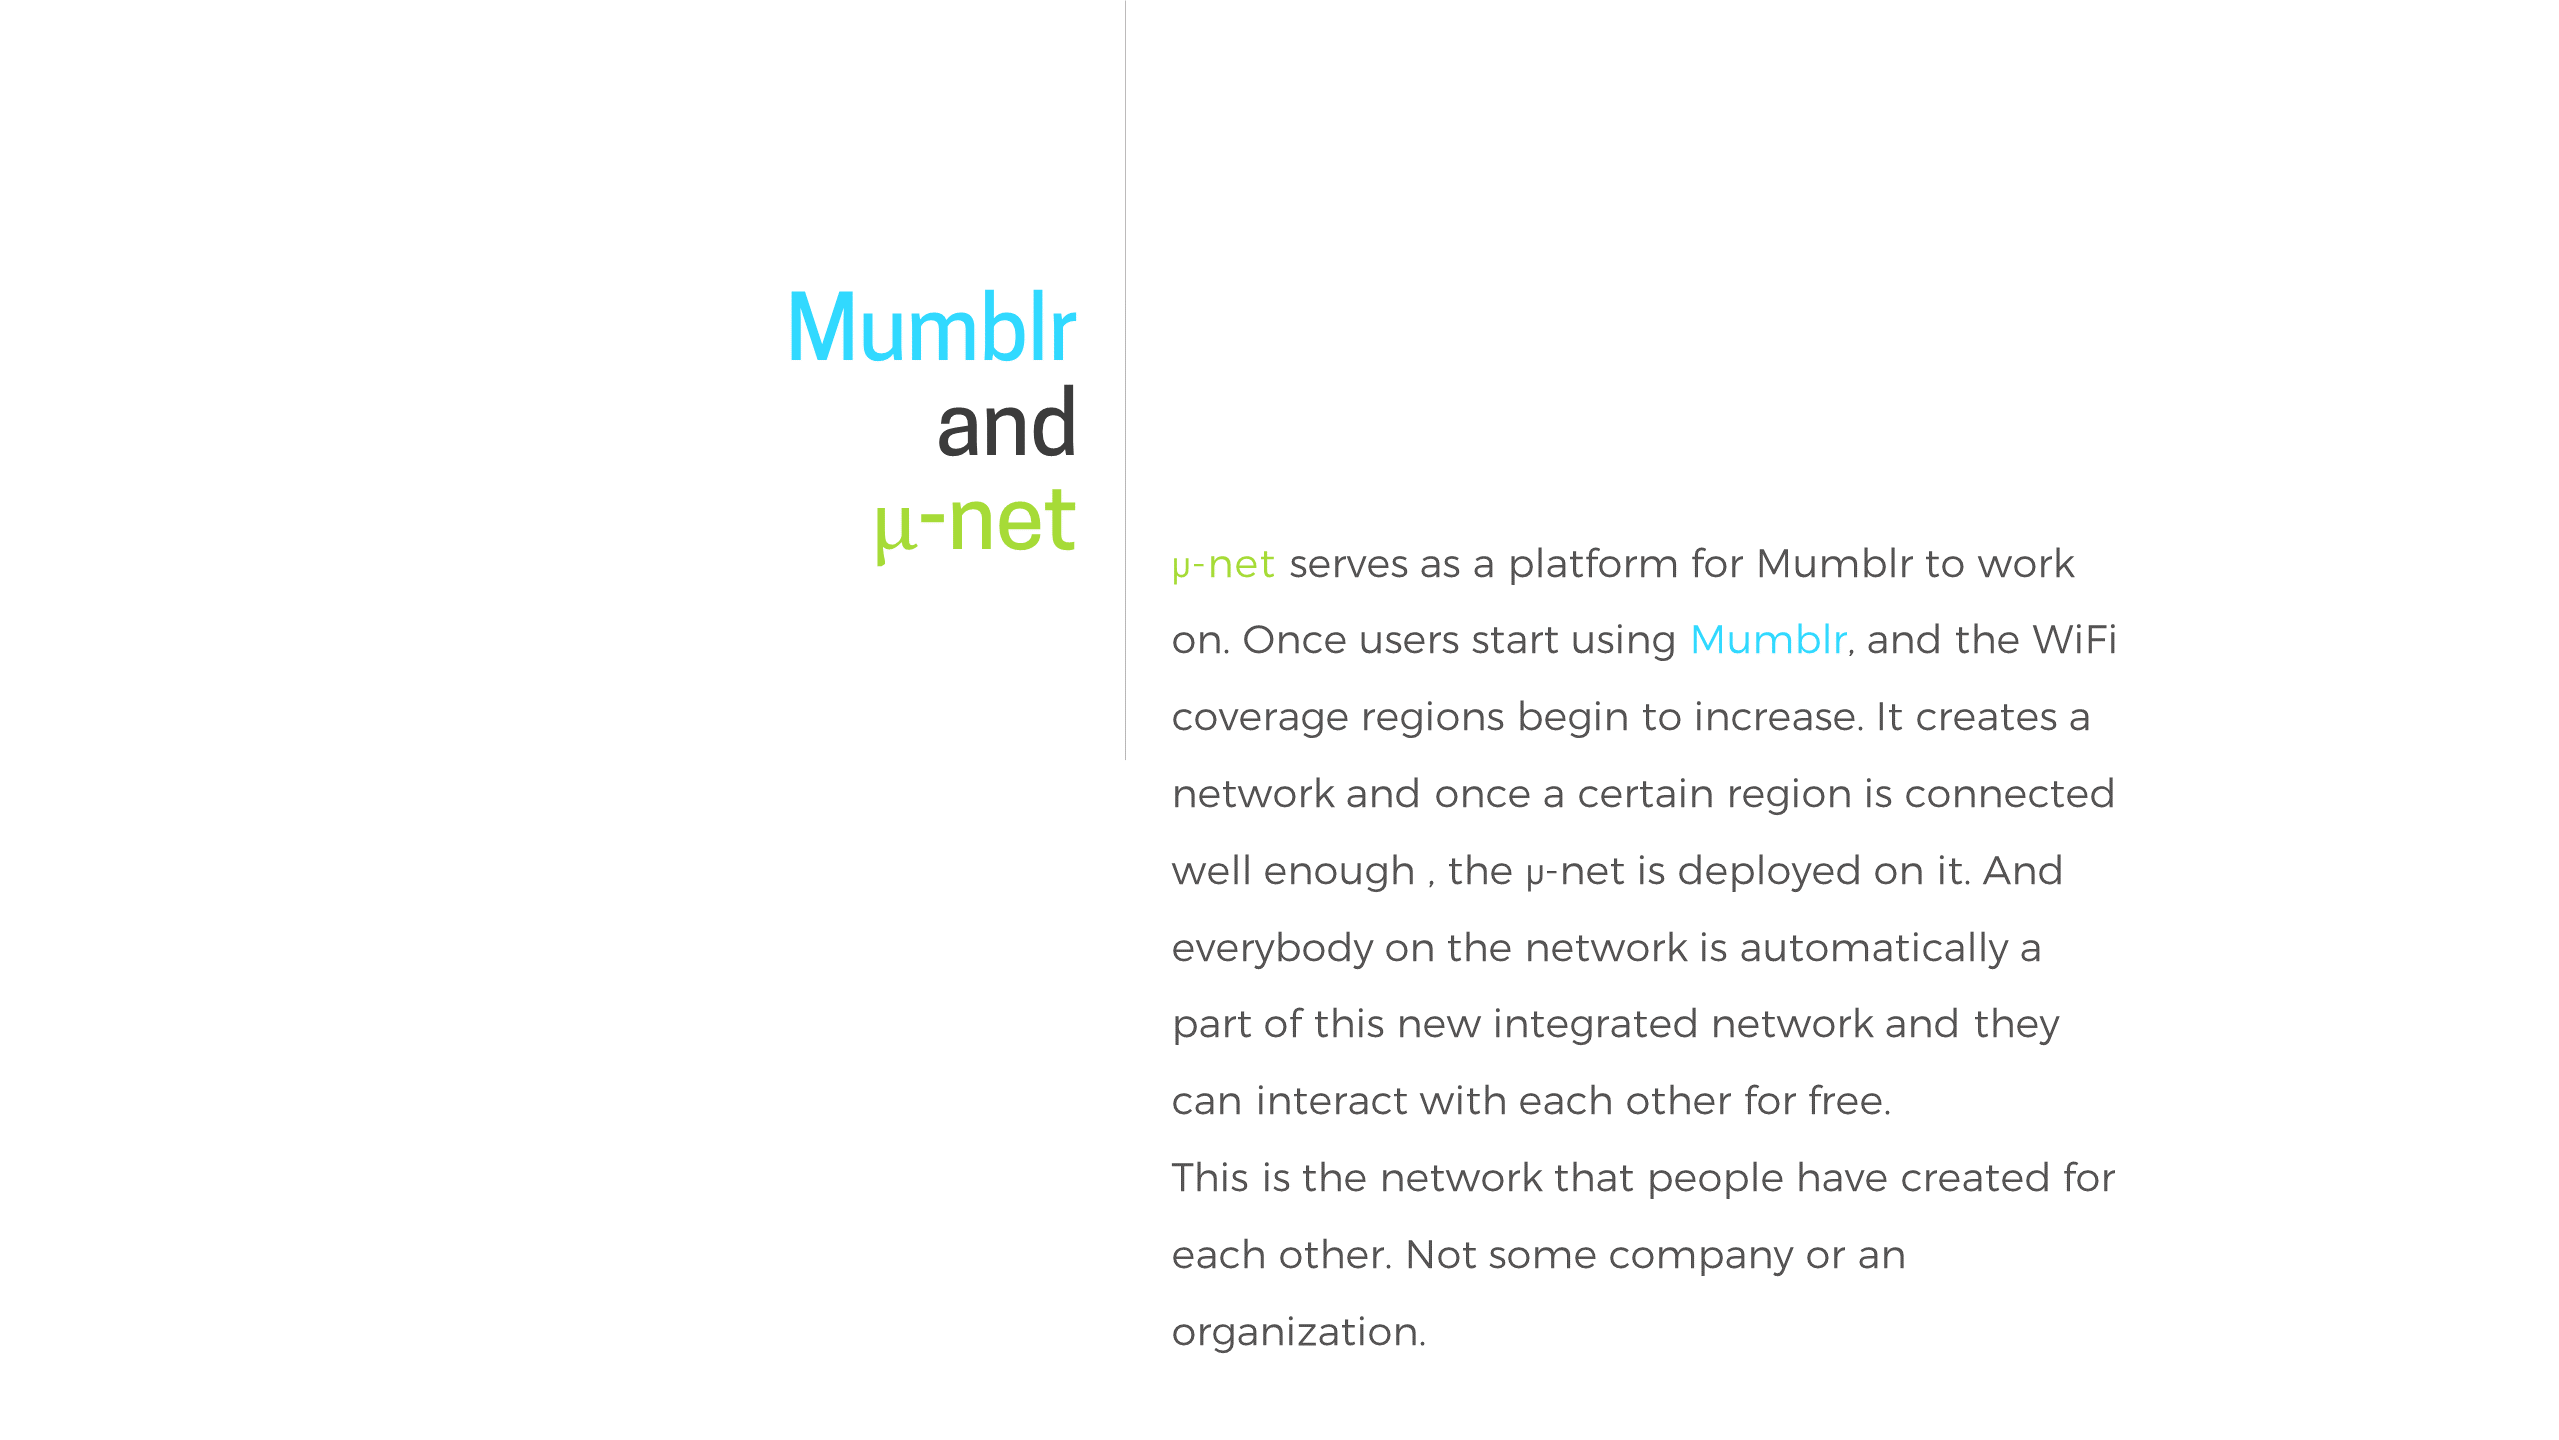 Mumblr
and
μ-net
μ-net serves as a platform for Mumblr to work
on. Once users start using Mumblr, and the WiFi
coverage regions begin to increase. It creates a
network and once a certain region is connected
well enough , the μ-net is deployed on it. And
everybody on the network is automatically a
part of this new integrated network and they
can interact with each other for free.
This is the network that people have created for
each other. Not some company or an
organization.